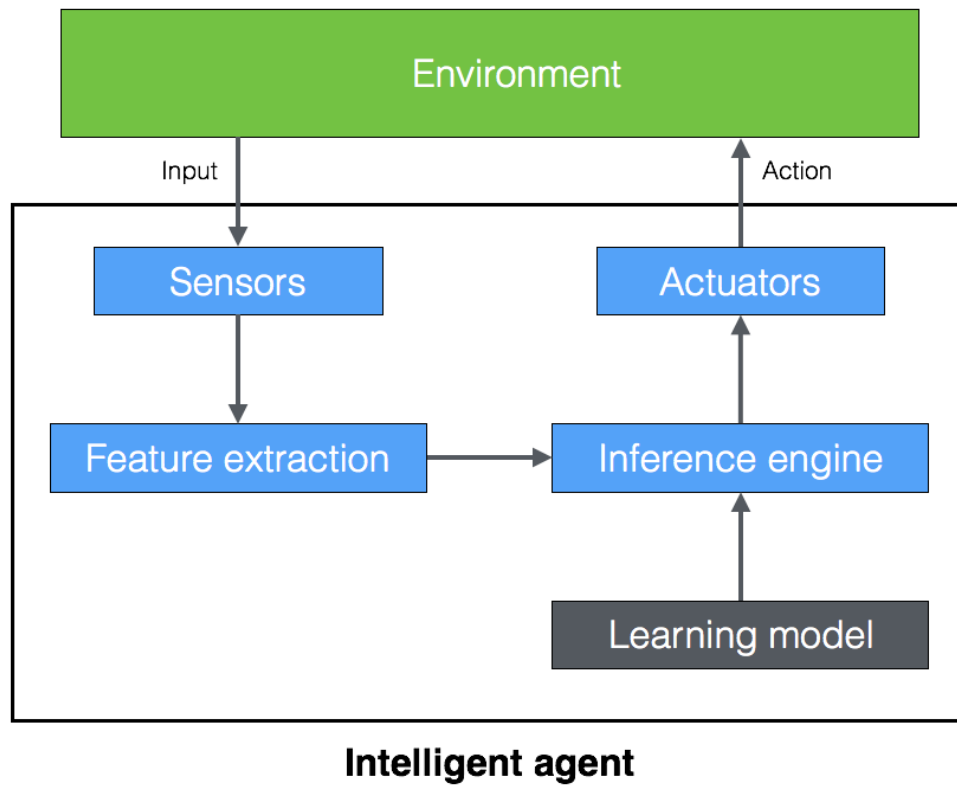 Environment
Input
Action
Sensors
Actuators
Feature extraction
Inference engine
Learning model
Intelligent agent